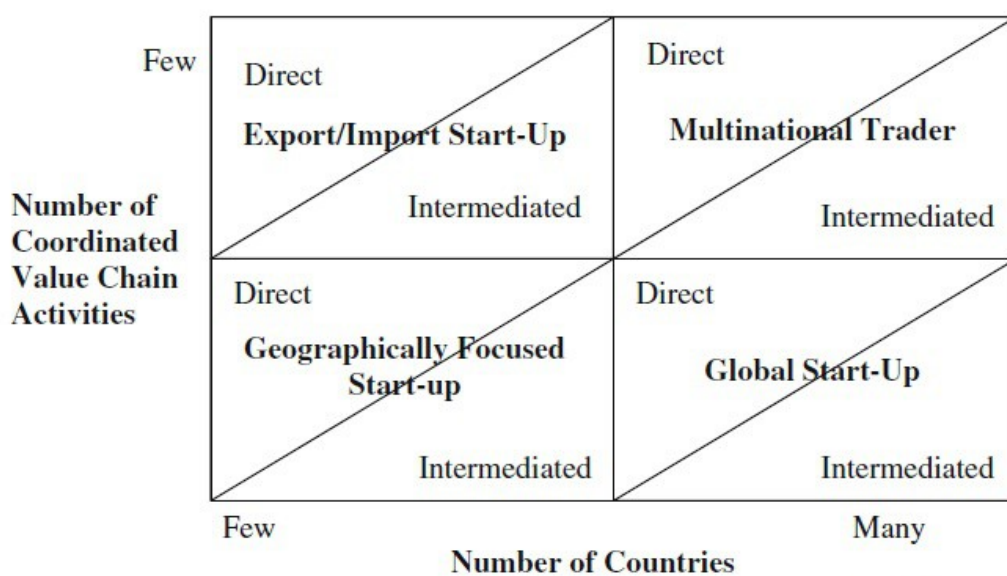 Few
Direct
Export/Import Start-Up
Intermediated
Direct
Multinational Trader
Intermediated
Number of
Coordinated
Value Chain
Activities
Direct
Geographically Focused
Start-up
Intermediated
Direct
Global Start-Up
Intermediated
Few
Many
Number of Countries